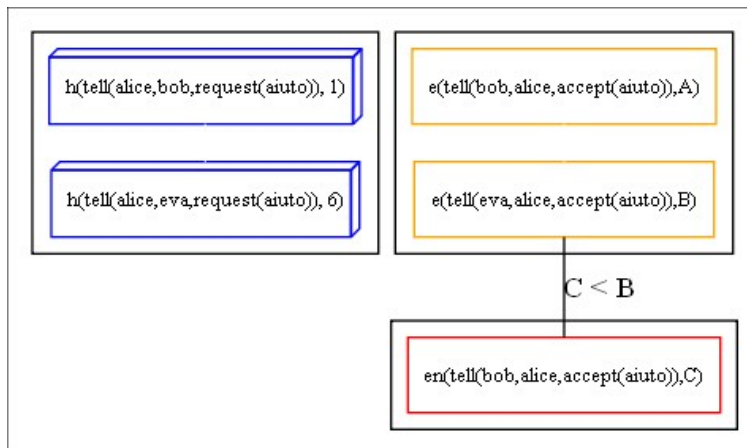 h(tell(alice,bob,request(aiuto)), 1)
e(tell(bob,alice,accept(aiuto)),A)
h(tell(alice,eva,request(aiuto)), 6)
e(tell(eva,alice,accept(aiuto)),B)
C < B
en(tell(bob,alice,accept(aiuto)),C)